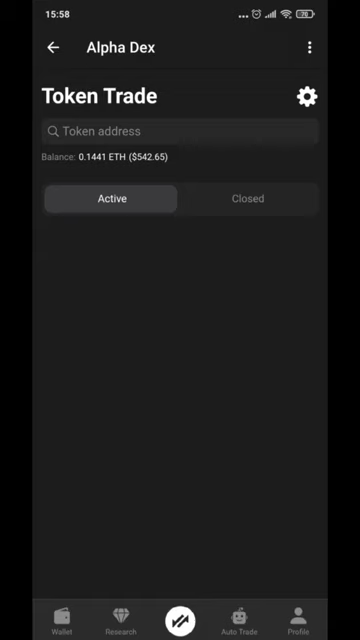 15:58
70
Alpha Dex
Token Trade
Token address
Balance: 0.1441 ETH ($542.65)
Active
Closed
Wallet
Research
Auto Trade
Profile